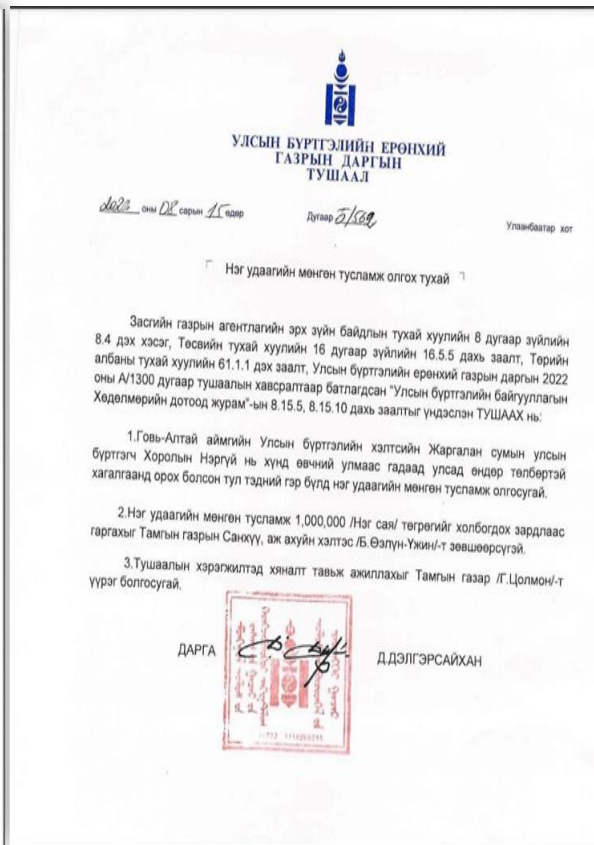 УЛСЫН БҮРТГЭЛИЙН ЕРӨНХИЙ
ГАЗРЫН ДАРГЫН
ТУШААЛ
2023 оны 08 сарын 15 өдөр Дугаар Б/569 Улаанбаатар хот
Нэг удаагийн мөнгөн тусламж олгох тухай
Засгийн газрын агентлагийн эрх зүйн байдлын тухай хуулийн 8 дугаар зүйлийн
8.4 дэх хэсэг, Төсвийн тухай хуулийн 16 дугаар зүйлийн 16.5.5 дахь заалт, Төрийн
албаны тухай хуулийн 61.1.1 дэх заалт, Улсын бүртгэлийн ерөнхий газрын даргын 2022
оны А/1300 дугаар тушаалын хавсралтаар батлагдсан "Улсын бүртгэлийн байгууллагын
Хөдөлмөрийн дотоод журам"-ын 8.15.5, 8.15.10 дахь заалтыг үндэслэн ТУШААХ нь:
1.Говь-Алтай аймгийн Улсын бүртгэлийн хэлтсийн Жаргалан сумын улсын
бүртгэгч Хоролын Нэргүй нь хүнд өвчний улмаас гадаад улсад өндөр төлбөртэй
хагалгаанд орох болсон тул тэдний гэр бүлд нэг удаагийн мөнгөн тусламж олгосугай.
2.Нэг удаагийн мөнгөн тусламж 1,000,000 /Нэг сая/ төгрөгийг холбогдох зардлаас
гаргахыг Тамгын газрын Санхүү, аж ахуйн хэлтэс /Б.Өэлүн-Үжин/-т зөвшөөрсүгэй.
3.Тушаалын хэрэгжилтэд хяналт тавьж ажиллахыг Тамгын газар /Г.Цолмон/-т
үүрэг болгосугай.
ДАРГА Д.ДЭЛГЭРСАЙХАН